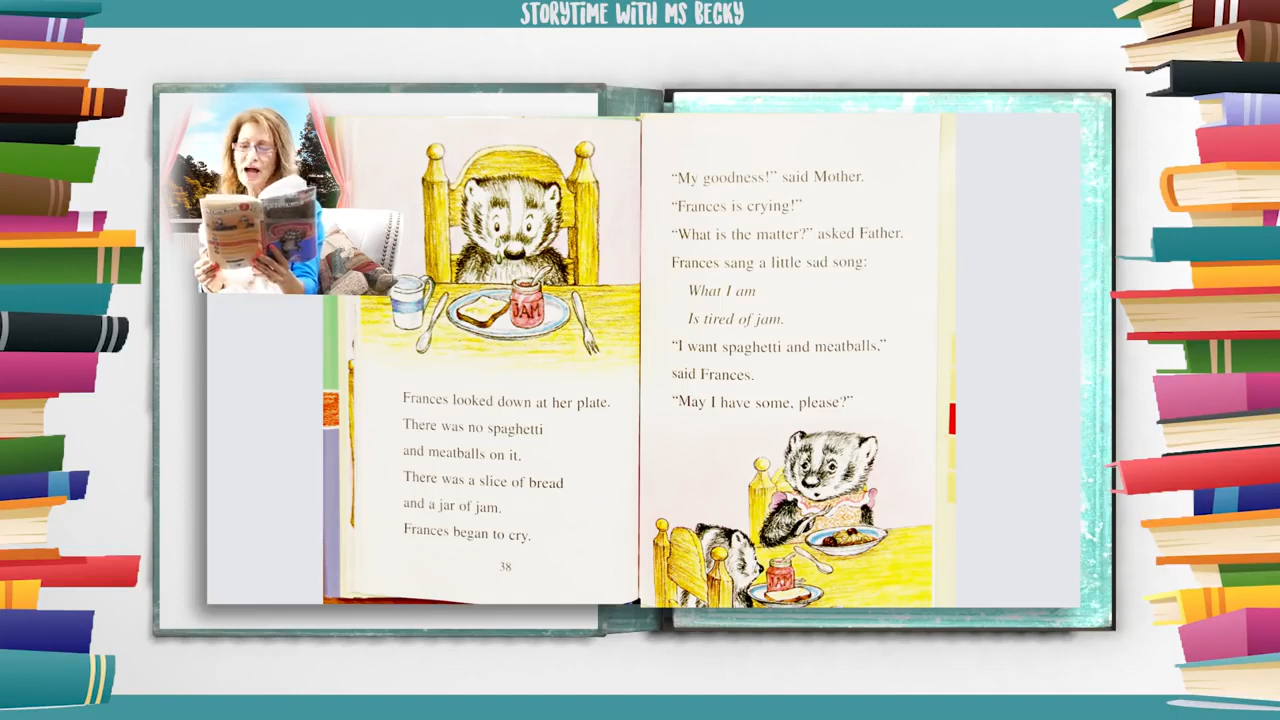 STORYTIME WITH MS BECKY
JAM
Frances looked down at her plate.
There was no spaghetti
and meatballs on it.
There was a slice of bread
and a jar of jam.
Frances began to cry.
38
“My goodness!” said Mother.
“Frances is crying!”
“What is the matter?” asked Father.
Frances sang a little sad song:
What I am
Is tired of jam.
“I want spaghetti and meatballs,”
said Frances.
“May I have some, please?”
JAM